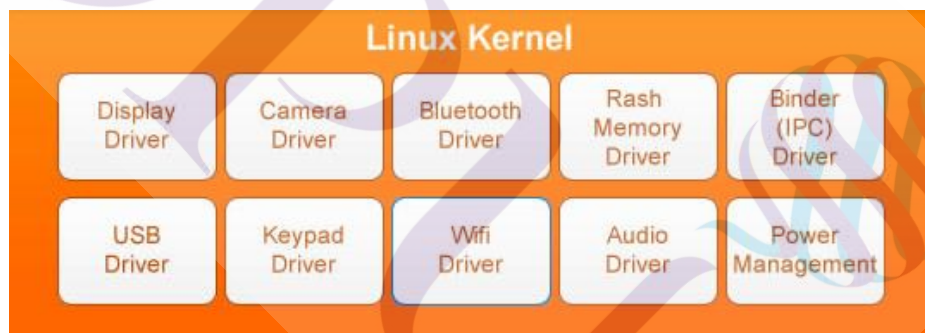 Linux Kernel
Display
Driver
Camera
Driver
Bluetooth
Driver
Rash
Memory
Driver
Binder
(IPC)
Driver
USB
Driver
Keypad
Driver
Wifi
Driver
Audio
Driver
Power
Management